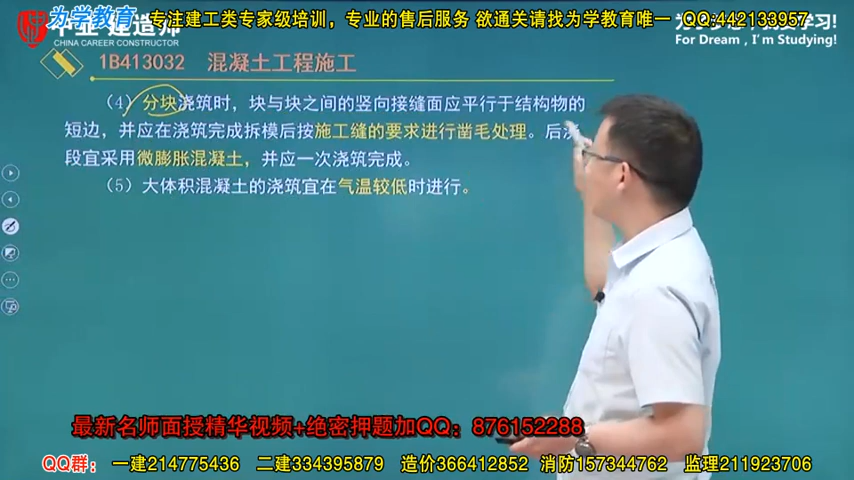 为学教育 专注建工类专家级培训，专业的售后服务 欲通关请找为学教育唯一 QQ:442133957
CHINA CAREER CONSTRUCTOR
For Dream, I'm Studying!
1B413032 混凝土工程施工
（4）分块浇筑时，块与块之间的竖向接缝面应平行于结构物的
短边，并应在浇筑完成拆模后按施工缝的要求进行凿毛处理。后浇
段宜采用微膨胀混凝土，并应一次浇筑完成。
（5）大体积混凝土的浇筑宜在气温较低时进行。
最新名师面授精华视频+绝密押题加QQ：876152288
QQ群： 一建214775436 二建334395879 造价366412852 消防157344762 监理211923706